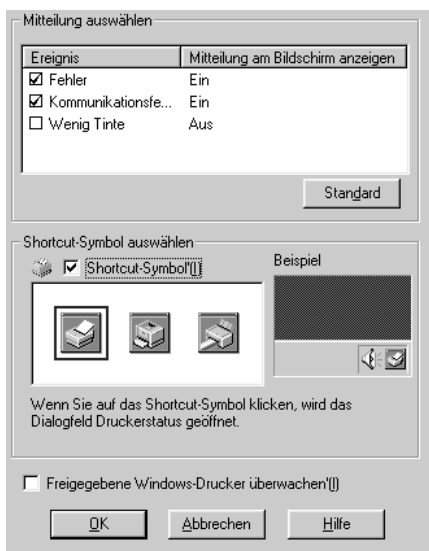 Mitteilung auswählen
Ereignis Mitteilung am Bildschirm anzeigen
Fehler Ein
Kommunikationsfe... Ein
Wenig Tinte Aus
Standard
Shortcut-Symbol auswählen
Shortcut-Symbol'(I)
Beispiel
Wenn Sie auf das Shortcut-Symbol klicken, wird das
Dialogfeld Druckerstatus geöffnet.
Freigegebene Windows-Drucker überwachen'(I)
OK Abbrechen Hilfe